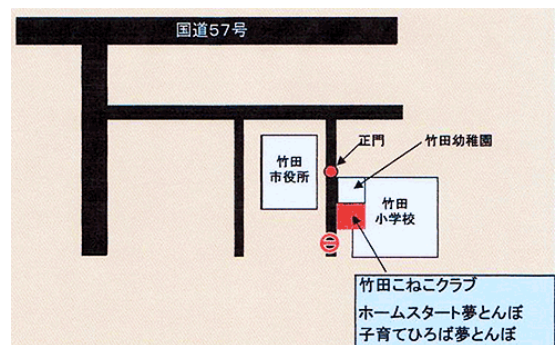 国道57号
正門
竹田幼稚園
竹田
市役所
竹田
小学校
竹田こねこクラブ
ホームスタート夢とんぼ
子育てひろば夢とんぼ